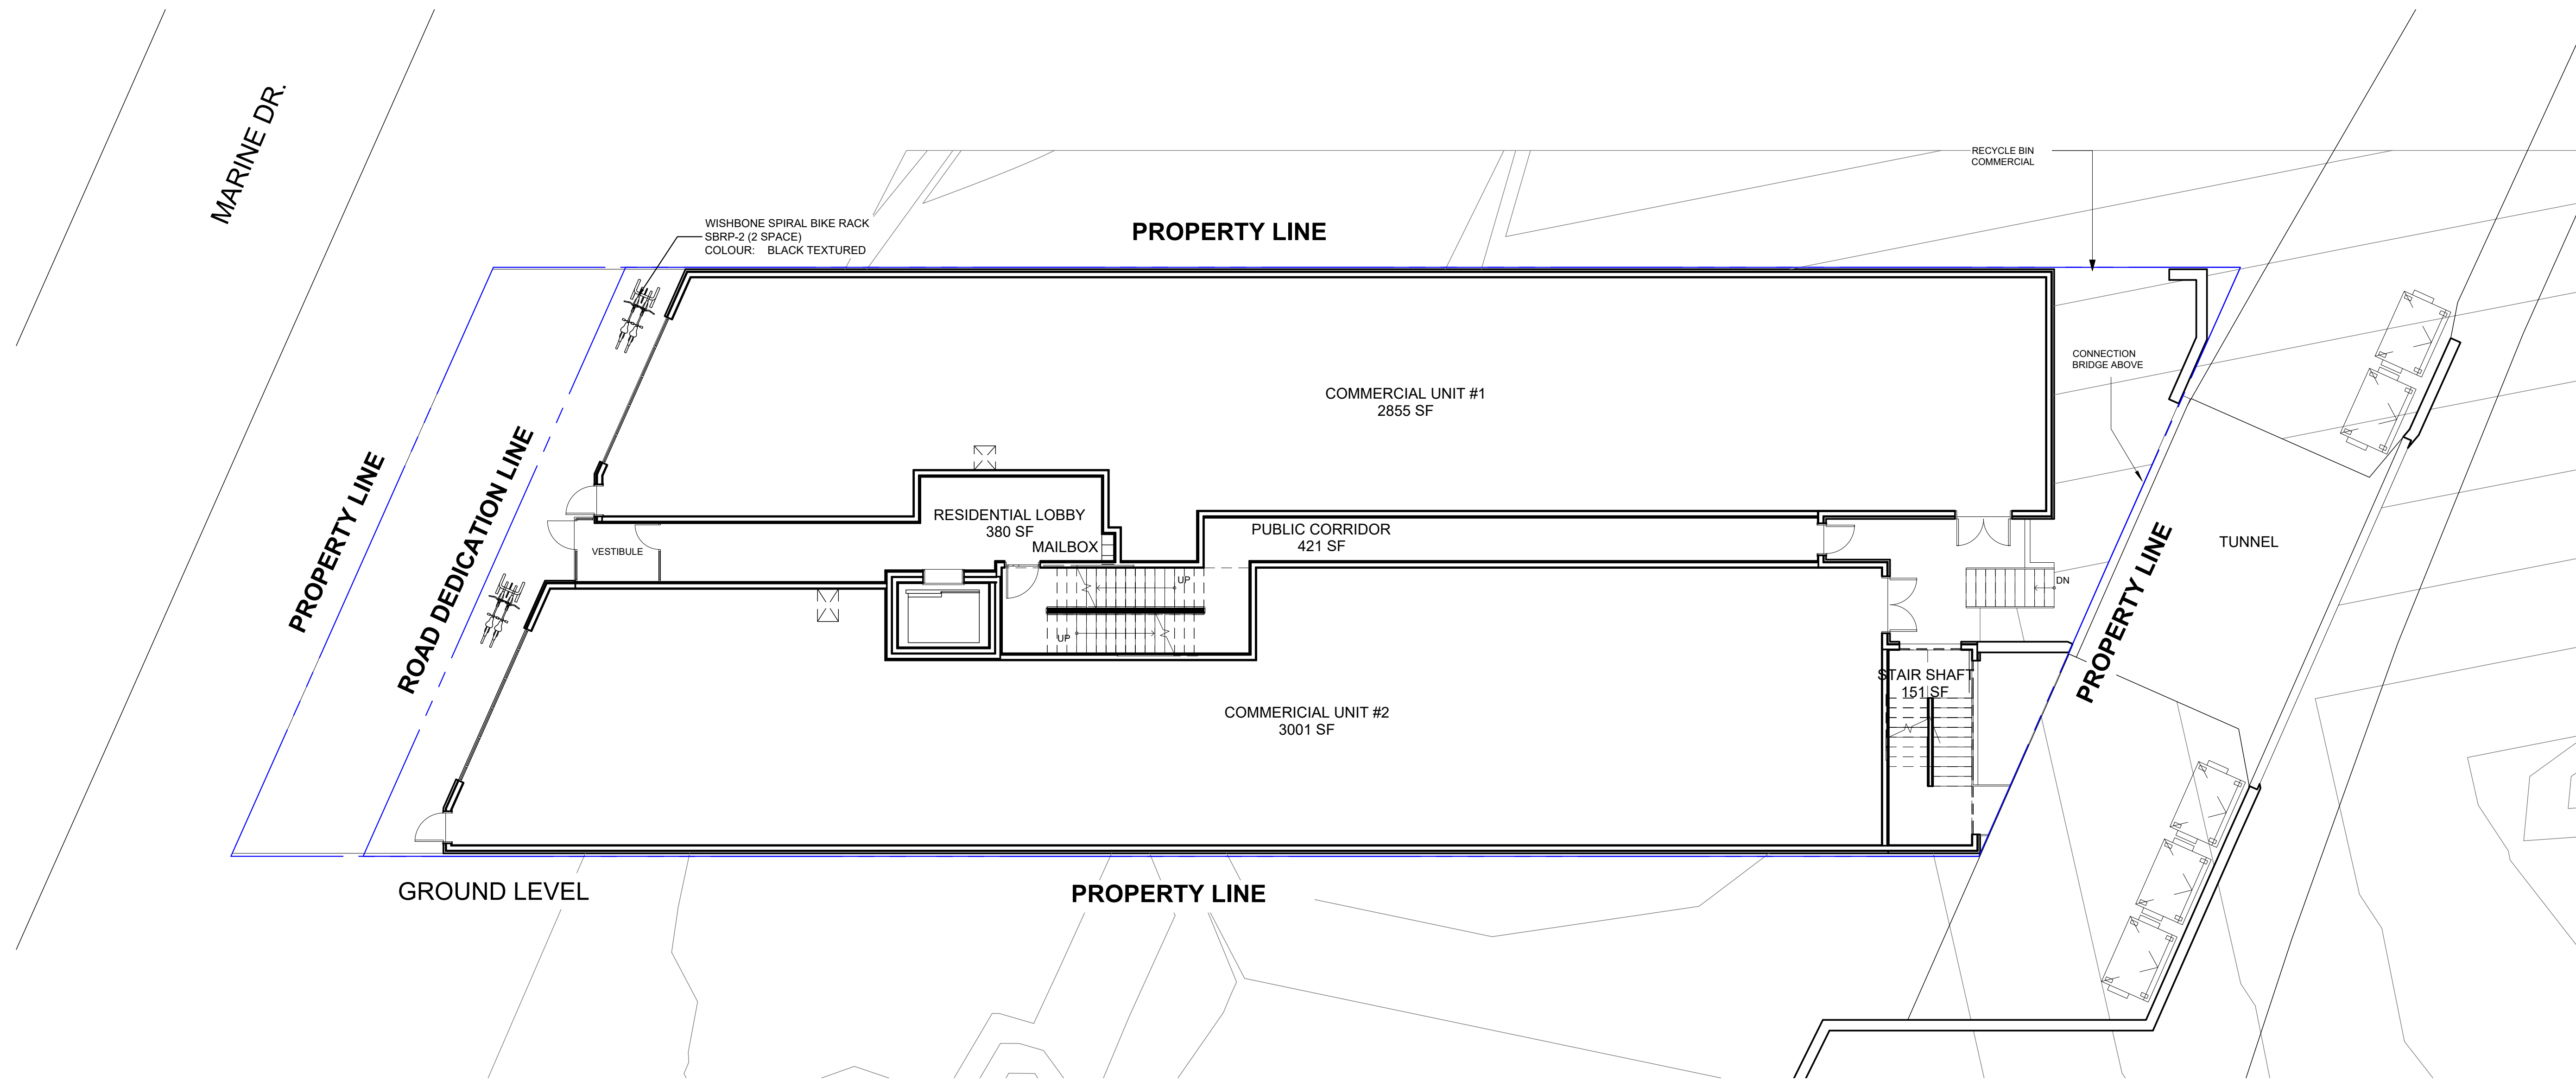 MARINE DR.
RECYCLE BIN
COMMERCIAL
WISHBONE SPIRAL BIKE RACK
SBRP-2 (2 SPACE)
COLOUR: BLACK TEXTURED
PROPERTY LINE
CONNECTION
BRIDGE ABOVE
COMMERCIAL UNIT #1
2855 SF
PROPERTY LINE
ROAD DEDICATION LINE
RESIDENTIAL LOBBY
380 SF
MAILBOX
VESTIBULE
PUBLIC CORRIDOR
421 SF
TUNNEL
UP
DN
UP
PROPERTY LINE
STAIR SHAFT
151 SF
COMMERICIAL UNIT #2
3001 SF
GROUND LEVEL
PROPERTY LINE